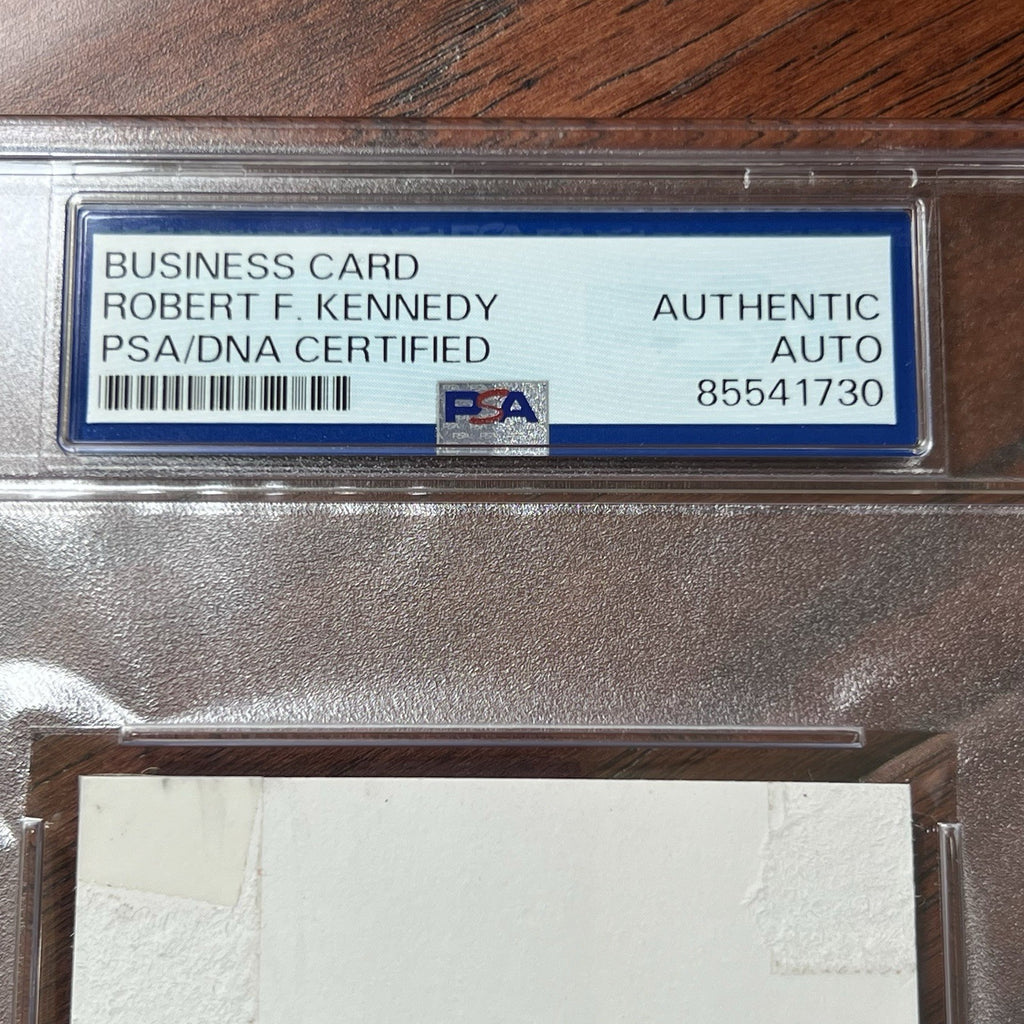 BUSINESS CARD
ROBERT F. KENNEDY
AUTHENTIC
PSA/DNA CERTIFIED
AUTO
85541730
PSA